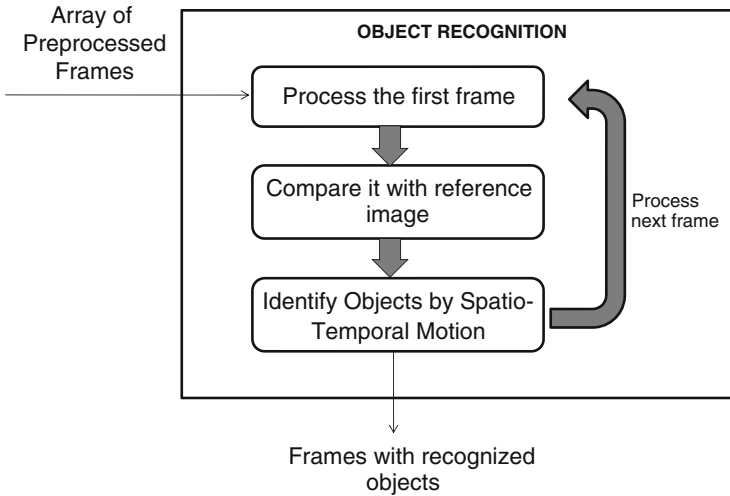 Array of
Preprocessed
Frames
OBJECT RECOGNITION
Process the first frame
Compare it with reference
image
Process
next frame
Identify Objects by Spatio-
Temporal Motion
Frames with recognized
objects